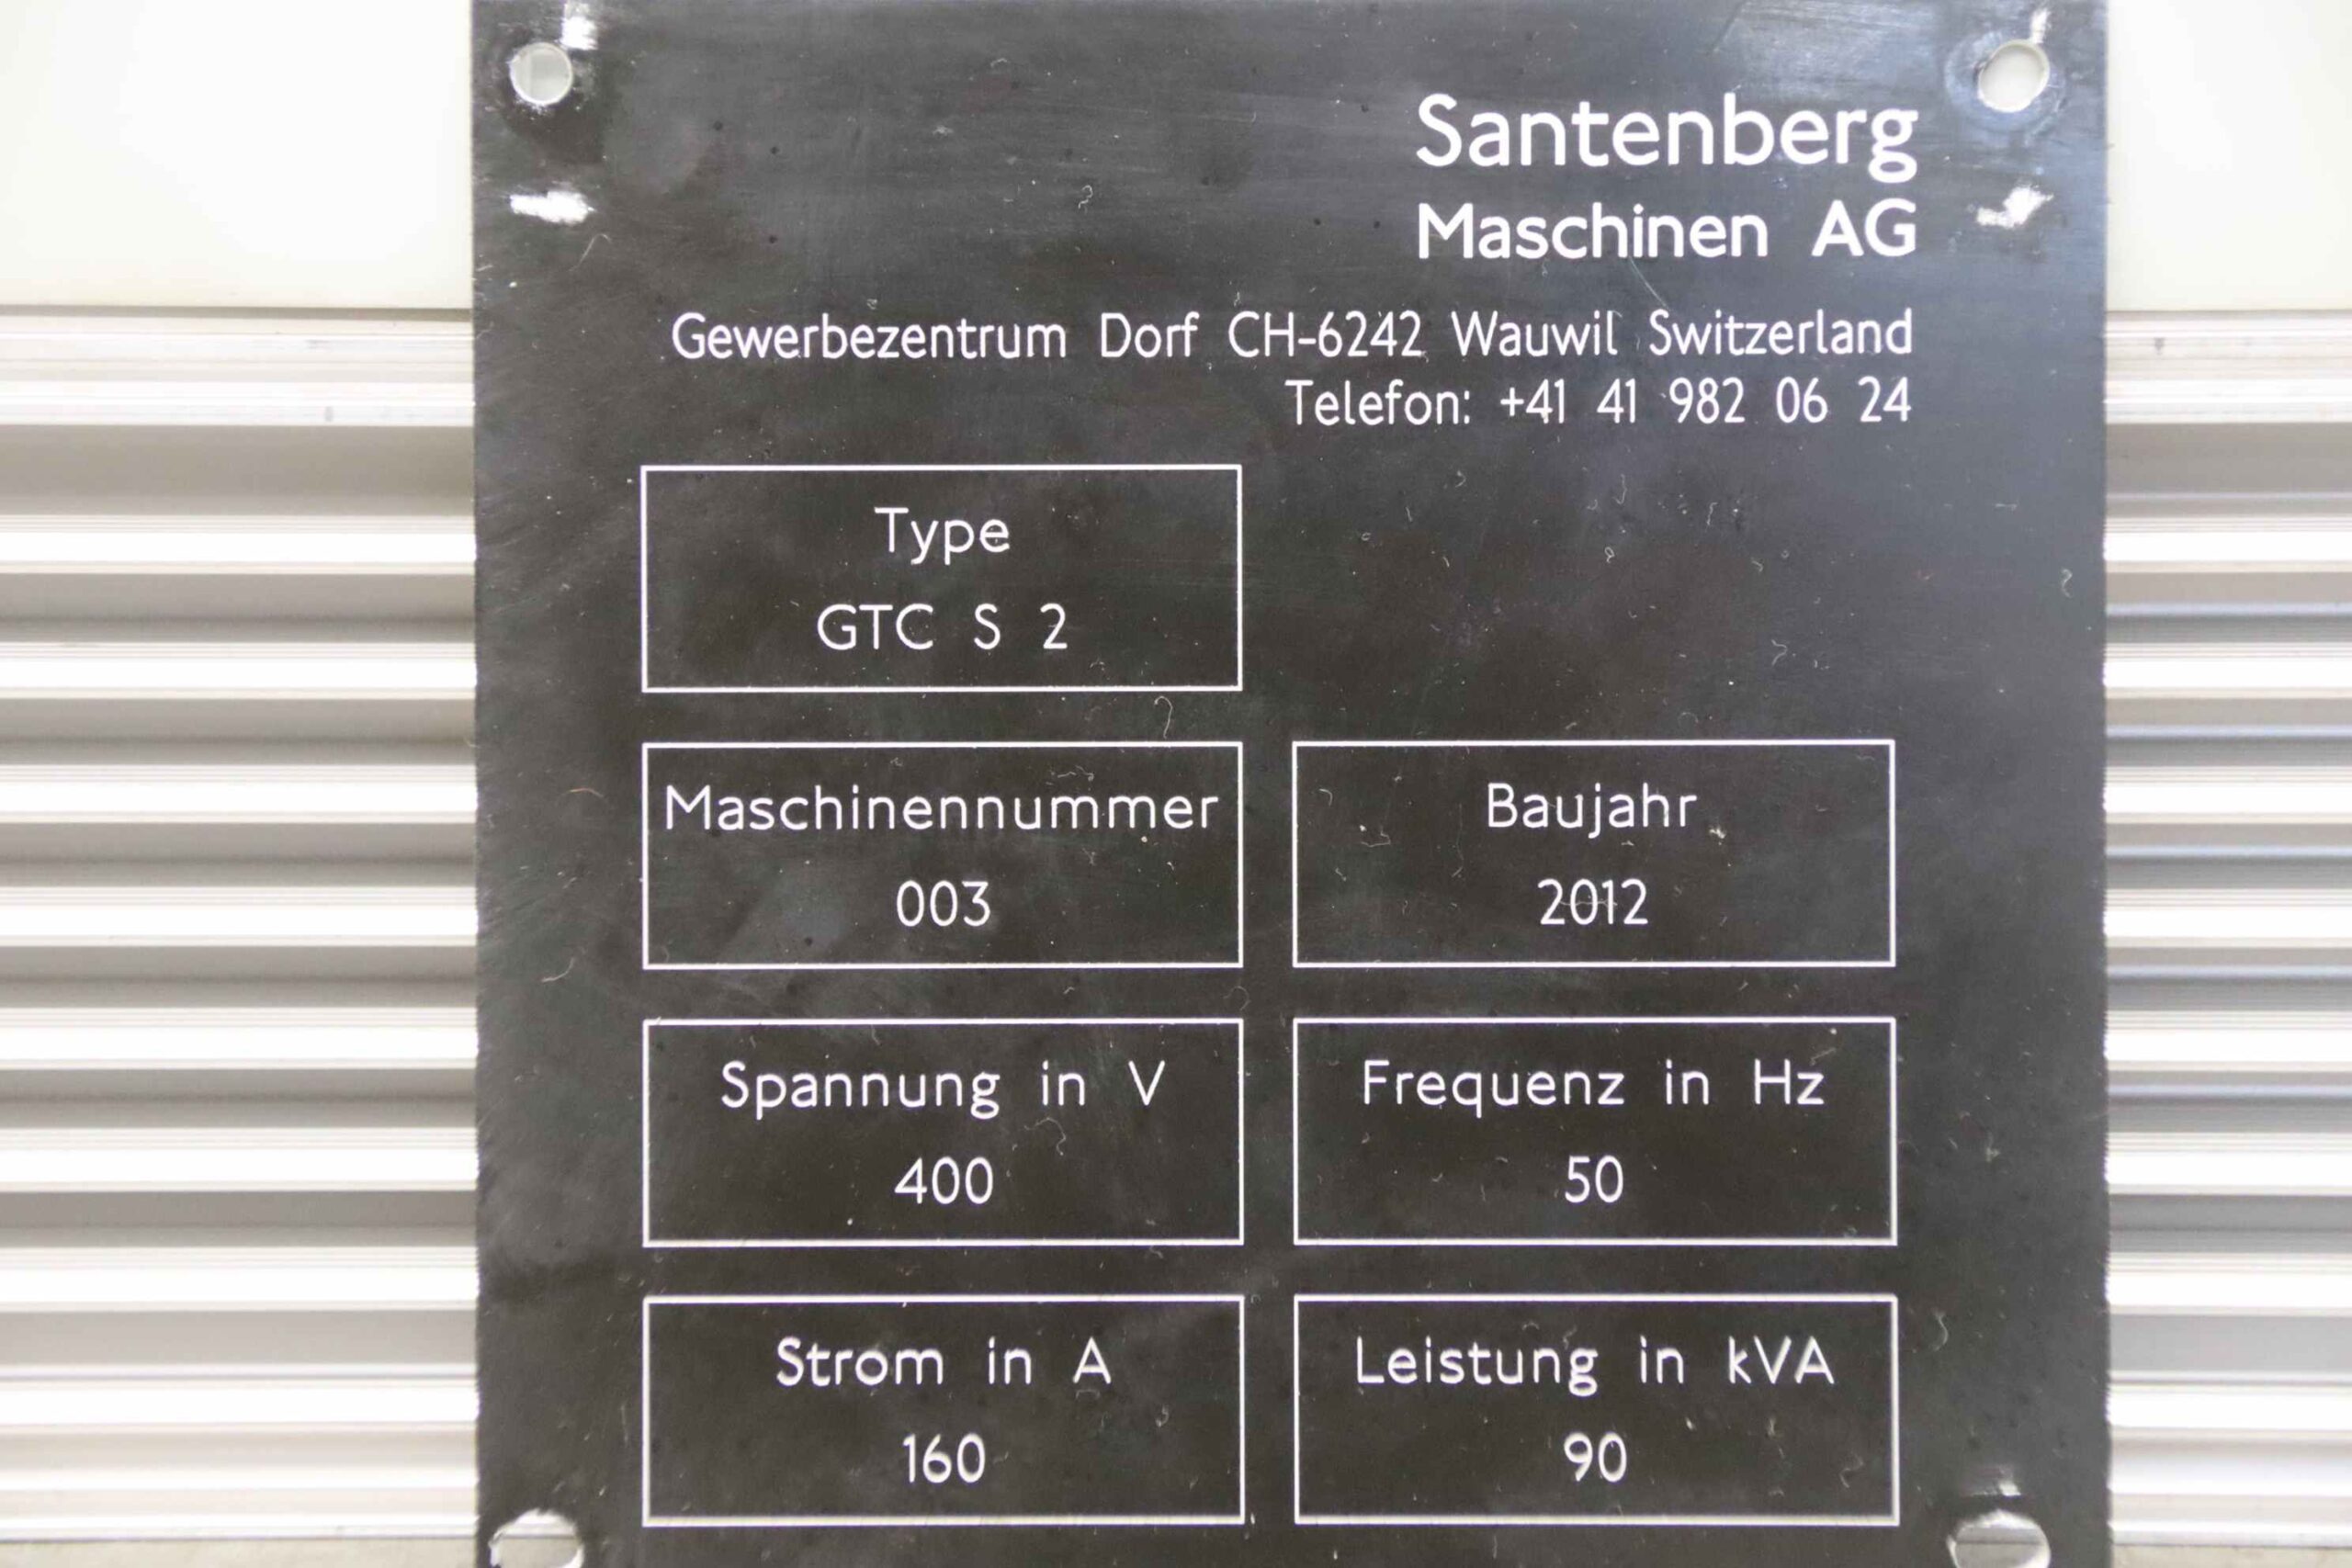 Santenberg
Maschinen AG
Gewerbezentrum Dorf CH-6242 Wauwil Switzerland
Telefon: +41 41 982 06 24
Type
GTC S 2
Maschinennummer
003
Baujahr
2012
Spannung in V
400
Frequenz in Hz
50
Strom in A
160
Leistung in kVA
90